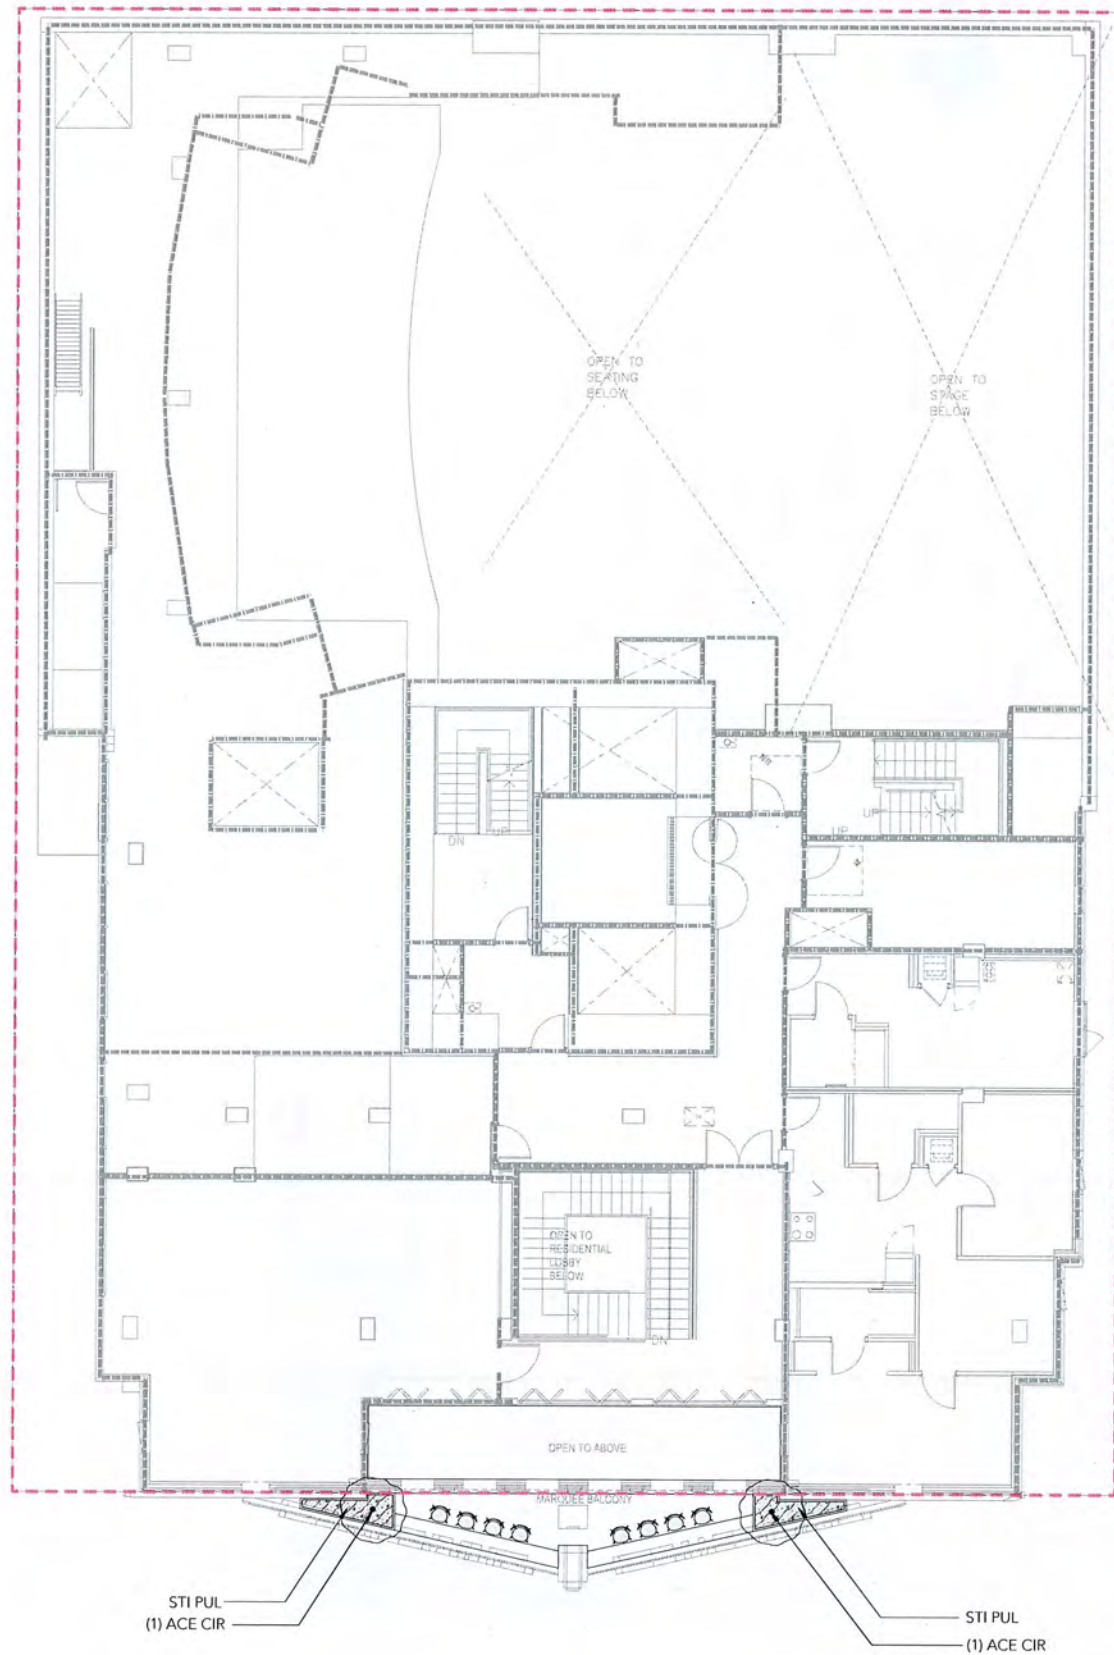 OPEN TO
SEATING
BELOW
OPEN TO
STAGE
BELOW
DN
UP
UP
UP
OPEN TO
RESIDENTIAL
LOBBY
BELOW
DN
OPEN TO ABOVE
MARQUEE BALCONY
STI PUL
(1) ACE CIR
STI PUL
(1) ACE CIR